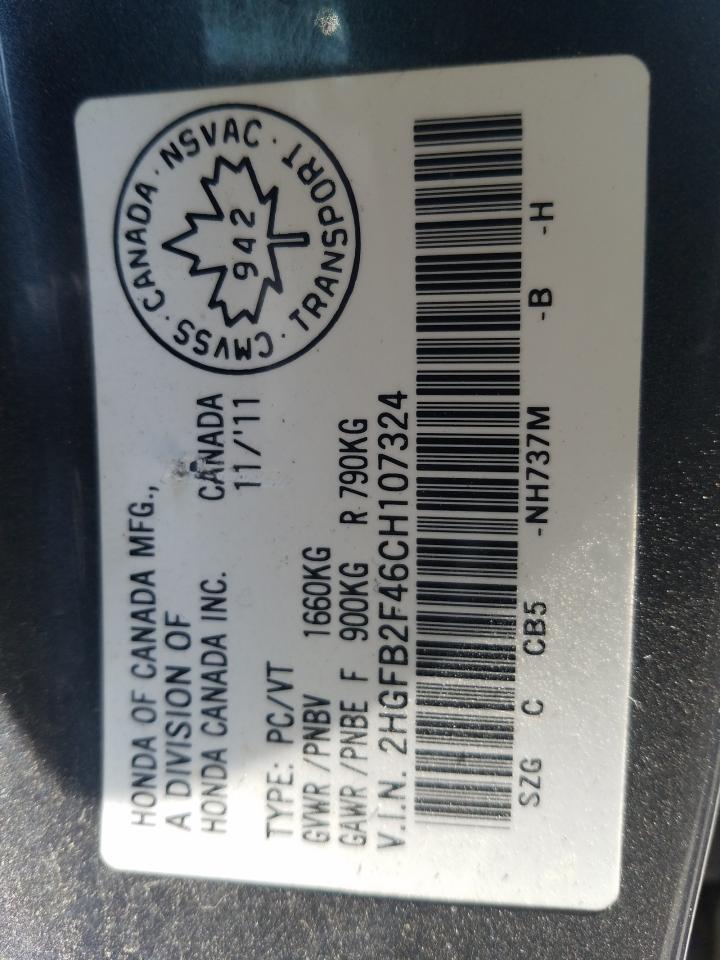 HONDA OF CANADA MFG.,
A DIVISION OF
HONDA CANADA INC.
CANADA
11/'11
CMVSS · CANADA · NSVAC · TRANSPORT ·
942
TYPE: PC/VT
GVWR /PNBV 1660KG
GAWR /PNBE F 900KG R 790KG
V.I.N. 2HGFB2F46CH107324
SZG C CB5 -NH737M -B -H